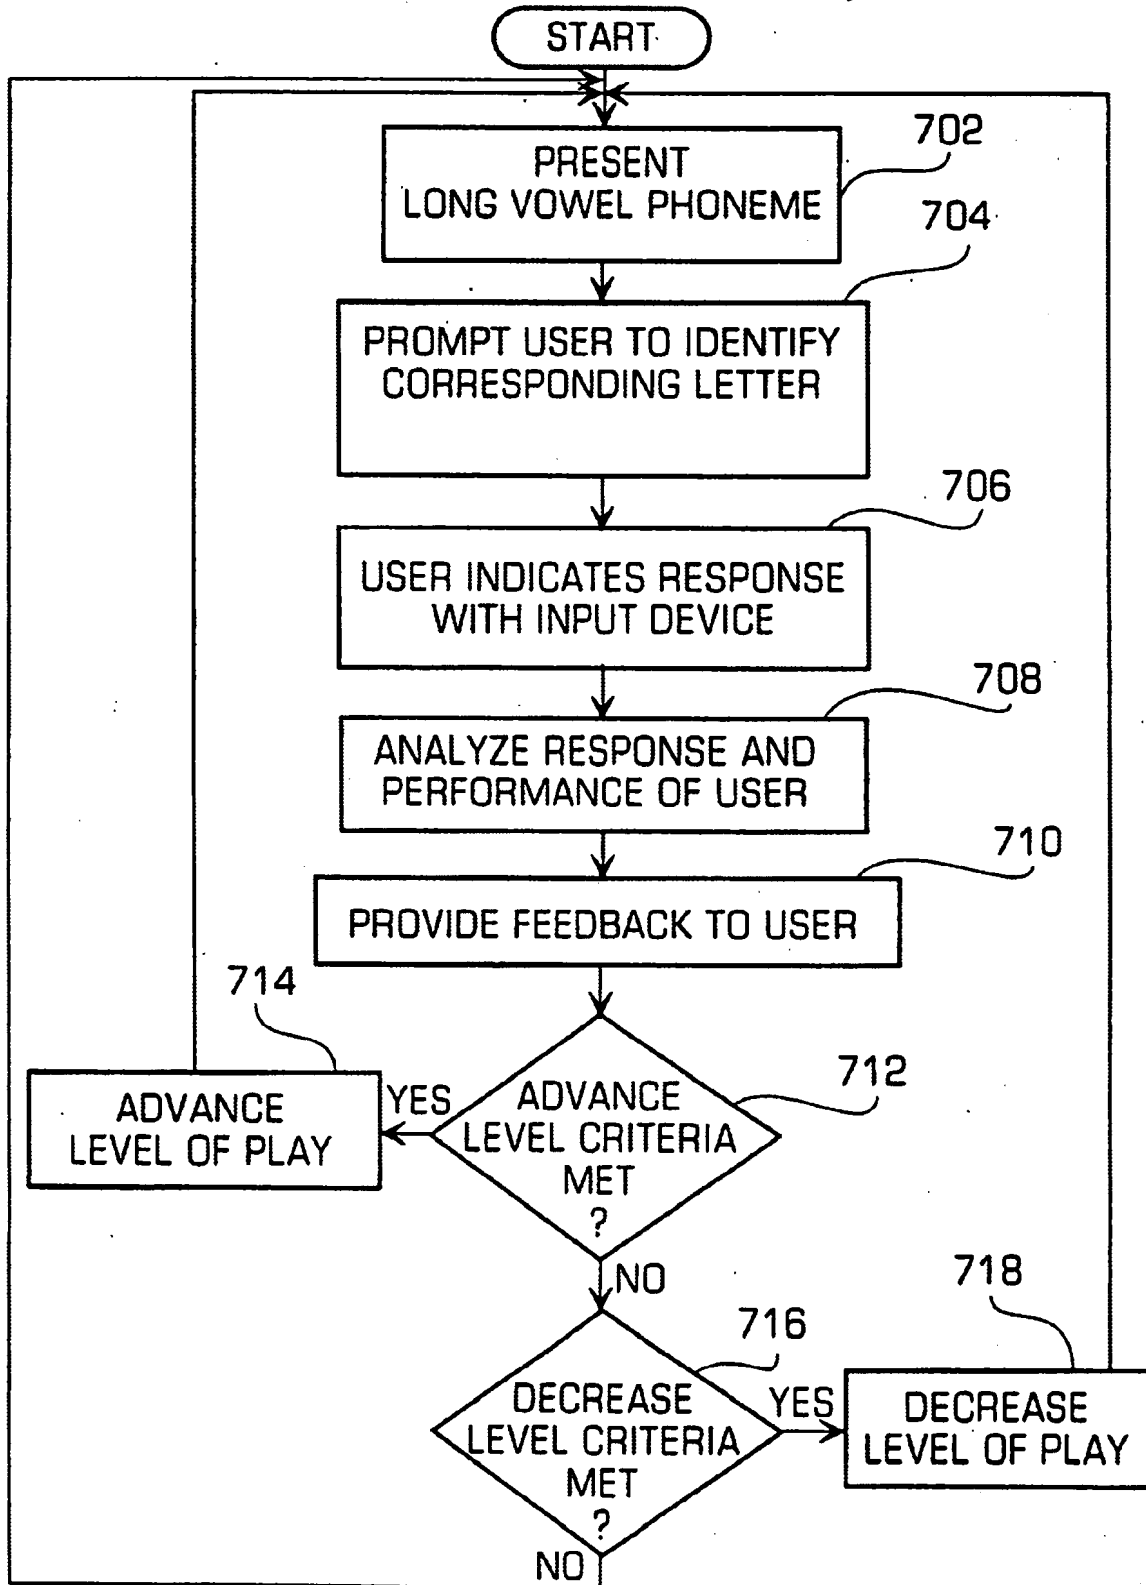 START
702
PRESENT
LONG VOWEL PHONEME
704
PROMPT USER TO IDENTIFY
CORRESPONDING LETTER
706
USER INDICATES RESPONSE
WITH INPUT DEVICE
708
ANALYZE RESPONSE AND
PERFORMANCE OF USER
710
PROVIDE FEEDBACK TO USER
714
ADVANCE
LEVEL OF PLAY
YES
712
ADVANCE
LEVEL CRITERIA
MET
?
NO
716
DECREASE
LEVEL CRITERIA
MET
?
YES
718
DECREASE
LEVEL OF PLAY
NO